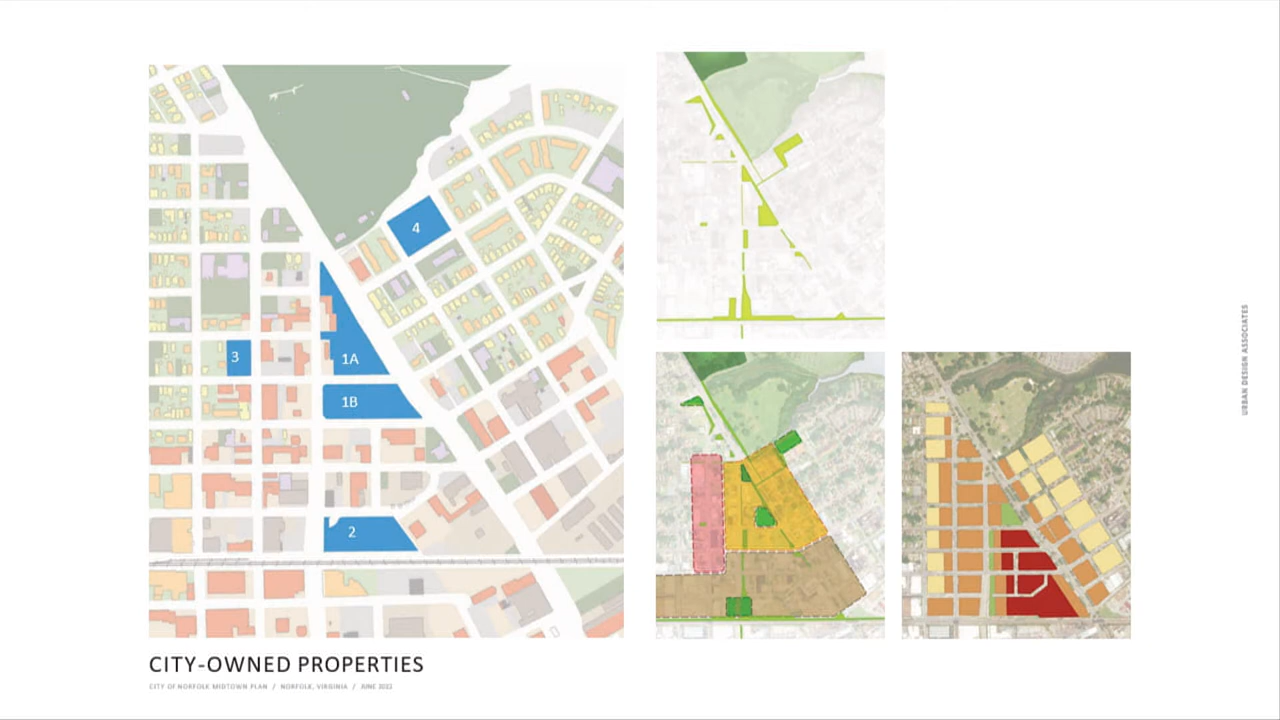 4
3
1A
1B
2
CITY-OWNED PROPERTIES
CITY OF NORFOLK MIDTOWN PLAN / NORFOLK, VIRGINIA / JUNE 2023
URBAN DESIGN ASSOCIATES